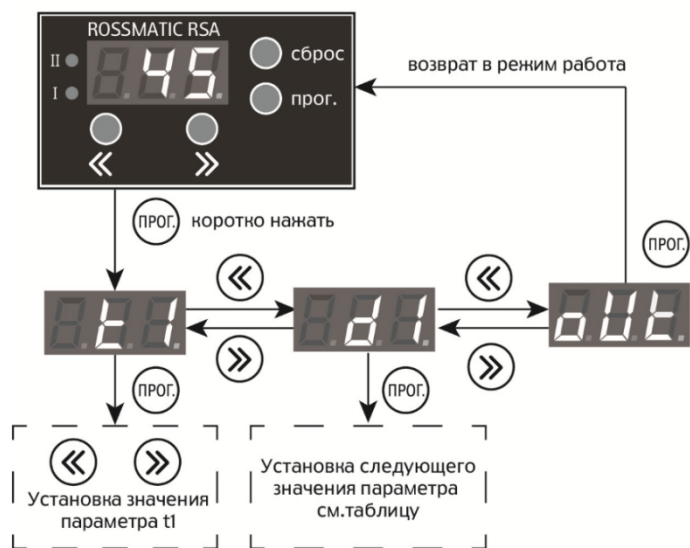 ROSSMATIC RSA
II
45
сброс
I
прог.
« »
возврат в режим работа
ПРОГ. коротко нажать
ПРОГ.
« «
t1 d1 oUt
» »
ПРОГ. ПРОГ.
« »
Установка значения
параметра t1
Установка следующего
значения параметра
см.таблицу